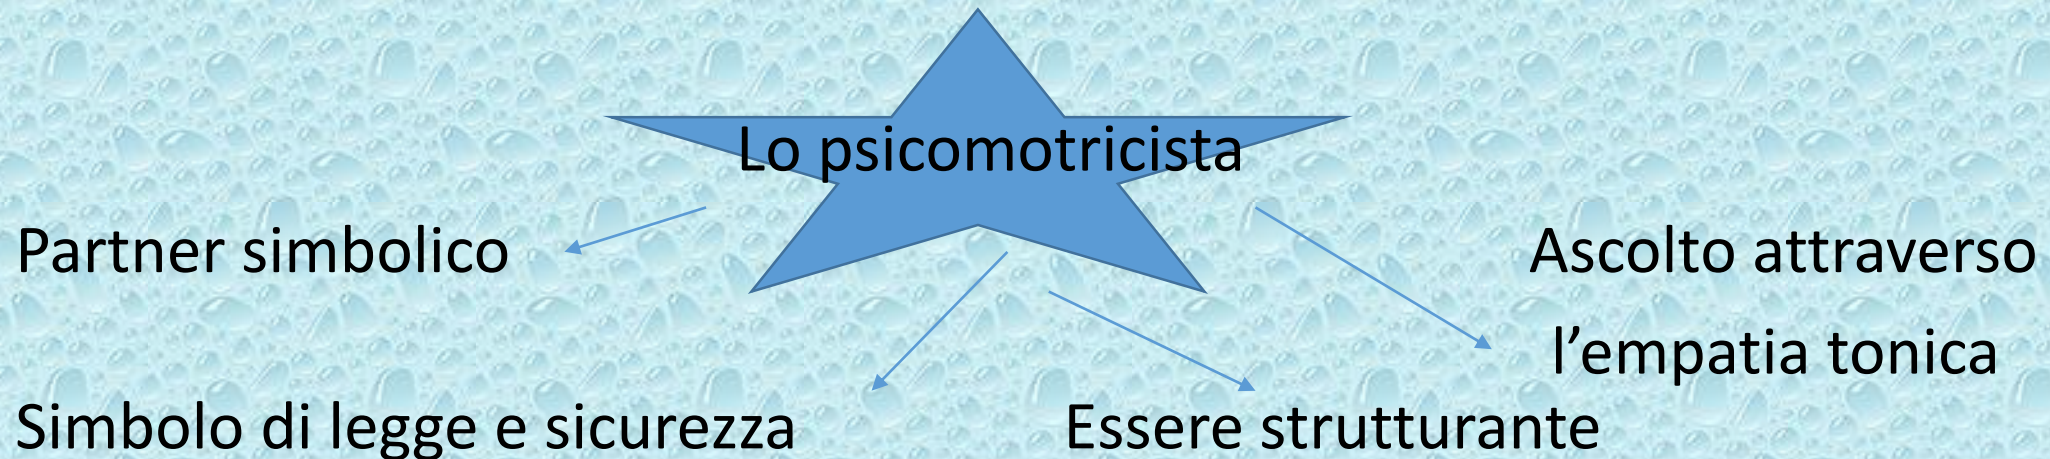 Lo psicomotricista
Partner simbolico
Ascolto attraverso
l’empatia tonica
Simbolo di legge e sicurezza
Essere strutturante